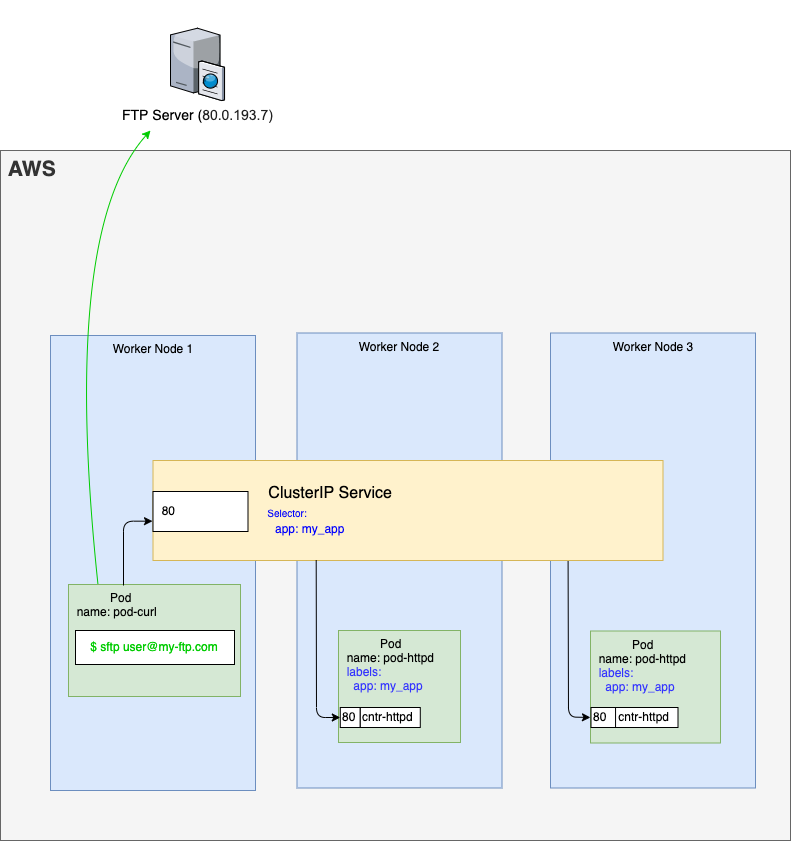 FTP Server (80.0.193.7)
AWS
Worker Node 1
Worker Node 2
Worker Node 3
ClusterIP Service
80
Selector:
app: my_app
Pod
name: pod-curl
$ sftp user@my-ftp.com
Pod
name: pod-httpd
labels:
app: my_app
80 cntr-httpd
Pod
name: pod-httpd
labels:
app: my_app
80 cntr-httpd